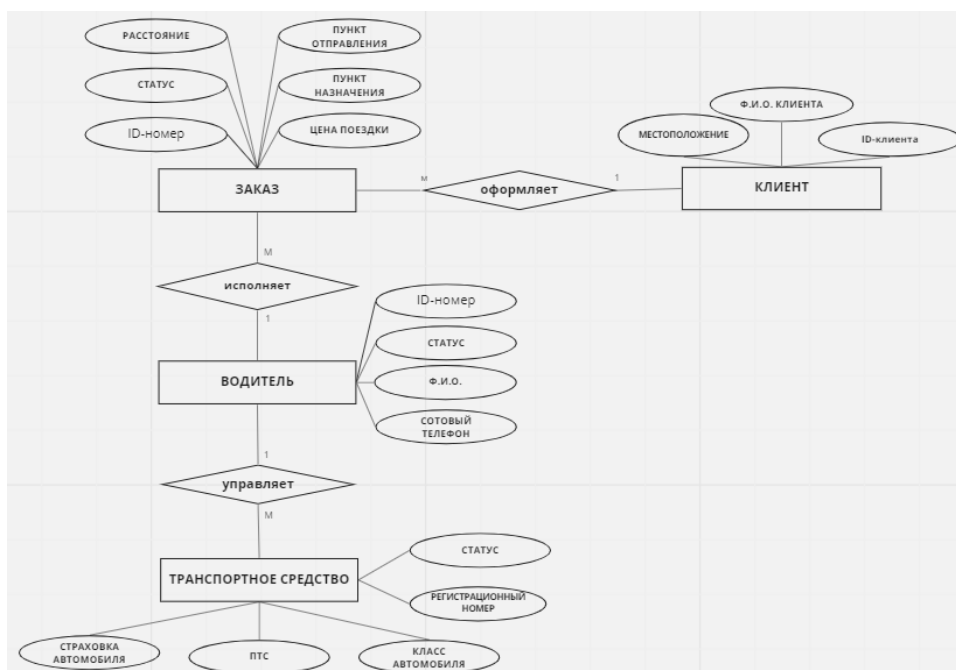 РАССТОЯНИЕ
ПУНКТ
ОТПРАВЛЕНИЯ
СТАТУС
ПУНКТ
НАЗНАЧЕНИЯ
ID-номер
ЦЕНА ПОЕЗДКИ
Ф.И.О. КЛИЕНТА
МЕСТОПОЛОЖЕНИЕ
ID-клиента
ЗАКАЗ
м
оформляет
1
КЛИЕНТ
М
исполняет
1
ID-номер
СТАТУС
ВОДИТЕЛЬ
Ф.И.О.
СОТОВЫЙ
ТЕЛЕФОН
1
управляет
М
СТАТУС
ТРАНСПОРТНОЕ СРЕДСТВО
РЕГИСТРАЦИОННЫЙ
НОМЕР
СТРАХОВКА
АВТОМОБИЛЯ
ПТС
КЛАСС
АВТОМОБИЛЯ